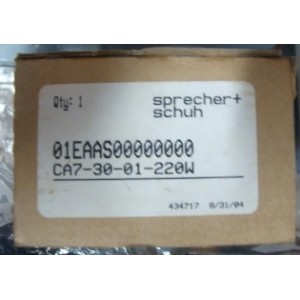 Qty: 1
sprecher+
schuh
01EAAS00000000
CA7-30-01-220W
434717 8/31/04